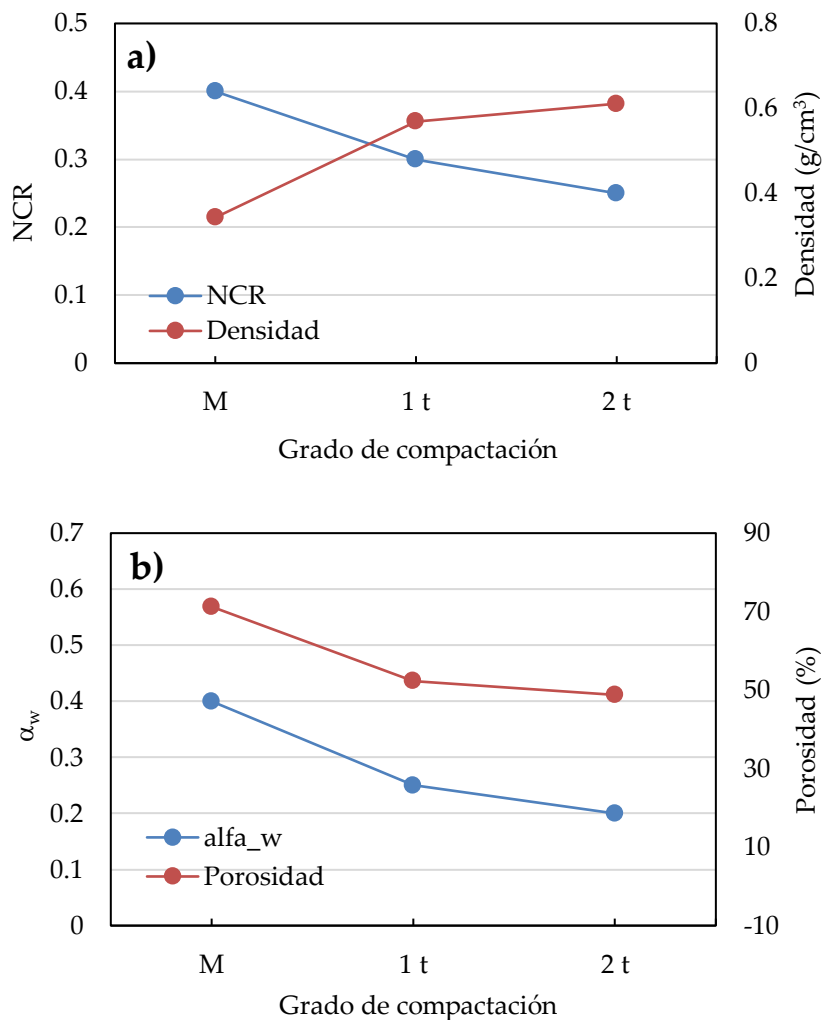 a)
0.5
0.4
0.3
0.2
0.1
0
NCR
0.8
0.6
0.4
0.2
0
Densidad (g/cm³)
NCR
Densidad
M 1 t 2 t
Grado de compactación
b)
0.7
0.6
0.5
0.4
0.3
0.2
0.1
0
αw
90
70
50
30
10
-10
Porosidad (%)
alfa_w
Porosidad
M 1 t 2 t
Grado de compactación